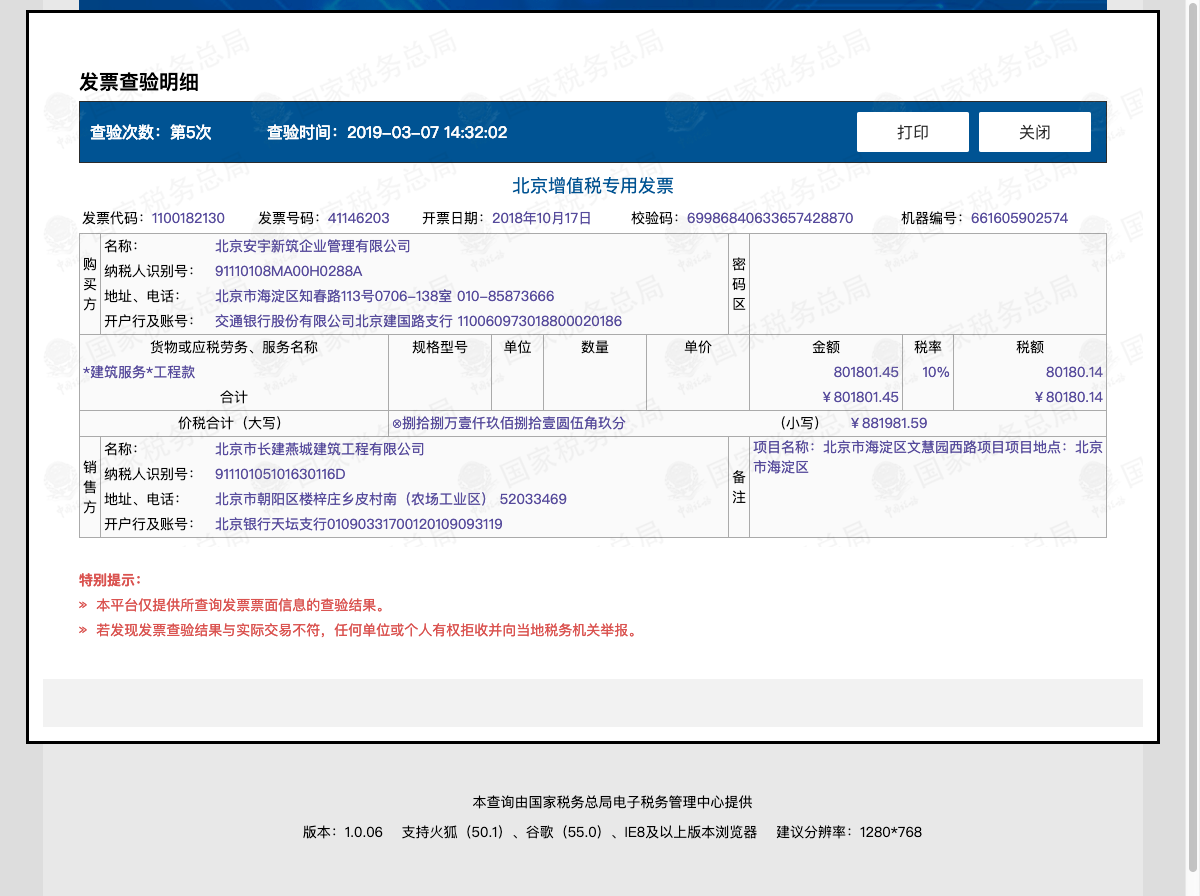 发票查验明细
查验次数：第5次 查验时间：2019-03-07 14:32:02 打印 关闭
北京增值税专用发票
发票代码：1100182130 发票号码：41146203 开票日期：2018年10月17日 校验码：69986840633657428870 机器编号：661605902574
购买方
名称： 北京安宇新筑企业管理有限公司
纳税人识别号： 91110108MA00H0288A
地址、电话： 北京市海淀区知春路113号0706-138室 010-85873666
开户行及账号： 交通银行股份有限公司北京建国路支行 110060973018800020186
密码区
货物或应税劳务、服务名称 规格型号 单位 数量 单价 金额 税率 税额
*建筑服务*工程款 801801.45 10% 80180.14
合计 ￥801801.45 ￥80180.14
价税合计（大写） ⊗捌拾捌万壹仟玖佰捌拾壹圆伍角玖分 (小写) ￥881981.59
销售方
名称： 北京市长建燕城建筑工程有限公司
纳税人识别号： 91110105101630116D
地址、电话： 北京市朝阳区楼梓庄乡皮村南（农场工业区） 52033469
开户行及账号： 北京银行天坛支行01090331700120109093119
备注
项目名称：北京市海淀区文慧园西路项目项目地点：北京
市海淀区
特别提示：
» 本平台仅提供所查询发票票面信息的查验结果。
» 若发现发票查验结果与实际交易不符，任何单位或个人有权拒收并向当地税务机关举报。
本查询由国家税务总局电子税务管理中心提供
版本：1.0.06 支持火狐（50.1）、谷歌（55.0）、IE8及以上版本浏览器 建议分辨率：1280*768
国家税务总局